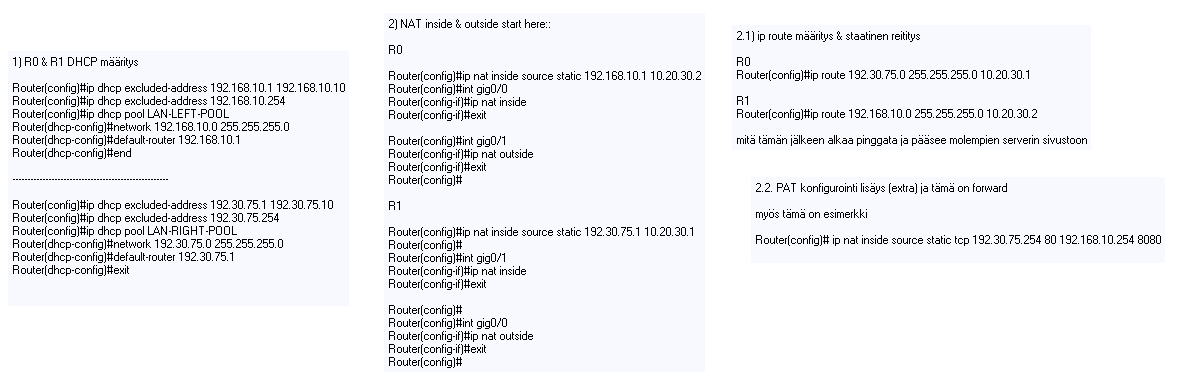 1) R0 & R1 DHCP määritys
Router(config)#ip dhcp excluded-address 192.168.10.1 192.168.10.10
Router(config)#ip dhcp excluded-address 192.168.10.254
Router(config)#ip dhcp pool LAN-LEFT-POOL
Router(dhcp-config)#network 192.168.10.0 255.255.255.0
Router(dhcp-config)#default-router 192.168.10.1
Router(dhcp-config)#end
--------------------------------------------------
Router(config)#ip dhcp excluded-address 192.30.75.1 192.30.75.10
Router(config)#ip dhcp excluded-address 192.30.75.254
Router(config)#ip dhcp pool LAN-RIGHT-POOL
Router(dhcp-config)#network 192.30.75.0 255.255.255.0
Router(dhcp-config)#default-router 192.30.75.1
Router(dhcp-config)#exit
2) NAT inside & outside start here::
R0
Router(config)#ip nat inside source static 192.168.10.1 10.20.30.2
Router(config)#int gig0/0
Router(config-if)#ip nat inside
Router(config-if)#exit
Router(config)#int gig0/1
Router(config-if)#ip nat outside
Router(config-if)#exit
Router(config)#
R1
Router(config)#ip nat inside source static 192.30.75.1 10.20.30.1
Router(config)#
Router(config)#int gig0/1
Router(config-if)#ip nat inside
Router(config-if)#exit
Router(config)#
Router(config)#int gig0/0
Router(config-if)#ip nat outside
Router(config-if)#exit
Router(config)#
2.1) ip route määritys & staatinen reititys
R0
Router(config)#ip route 192.30.75.0 255.255.255.0 10.20.30.1
R1
Router(config)#ip route 192.168.10.0 255.255.255.0 10.20.30.2
mitä tämän jälkeen alkaa pinggata ja pääsee molempien serverin sivustoon
2.2. PAT konfigurointi lisäys (extra) ja tämä on forward
myös tämä on esimerkki
Router(config)# ip nat inside source static tcp 192.30.75.254 80 192.168.10.254 8080